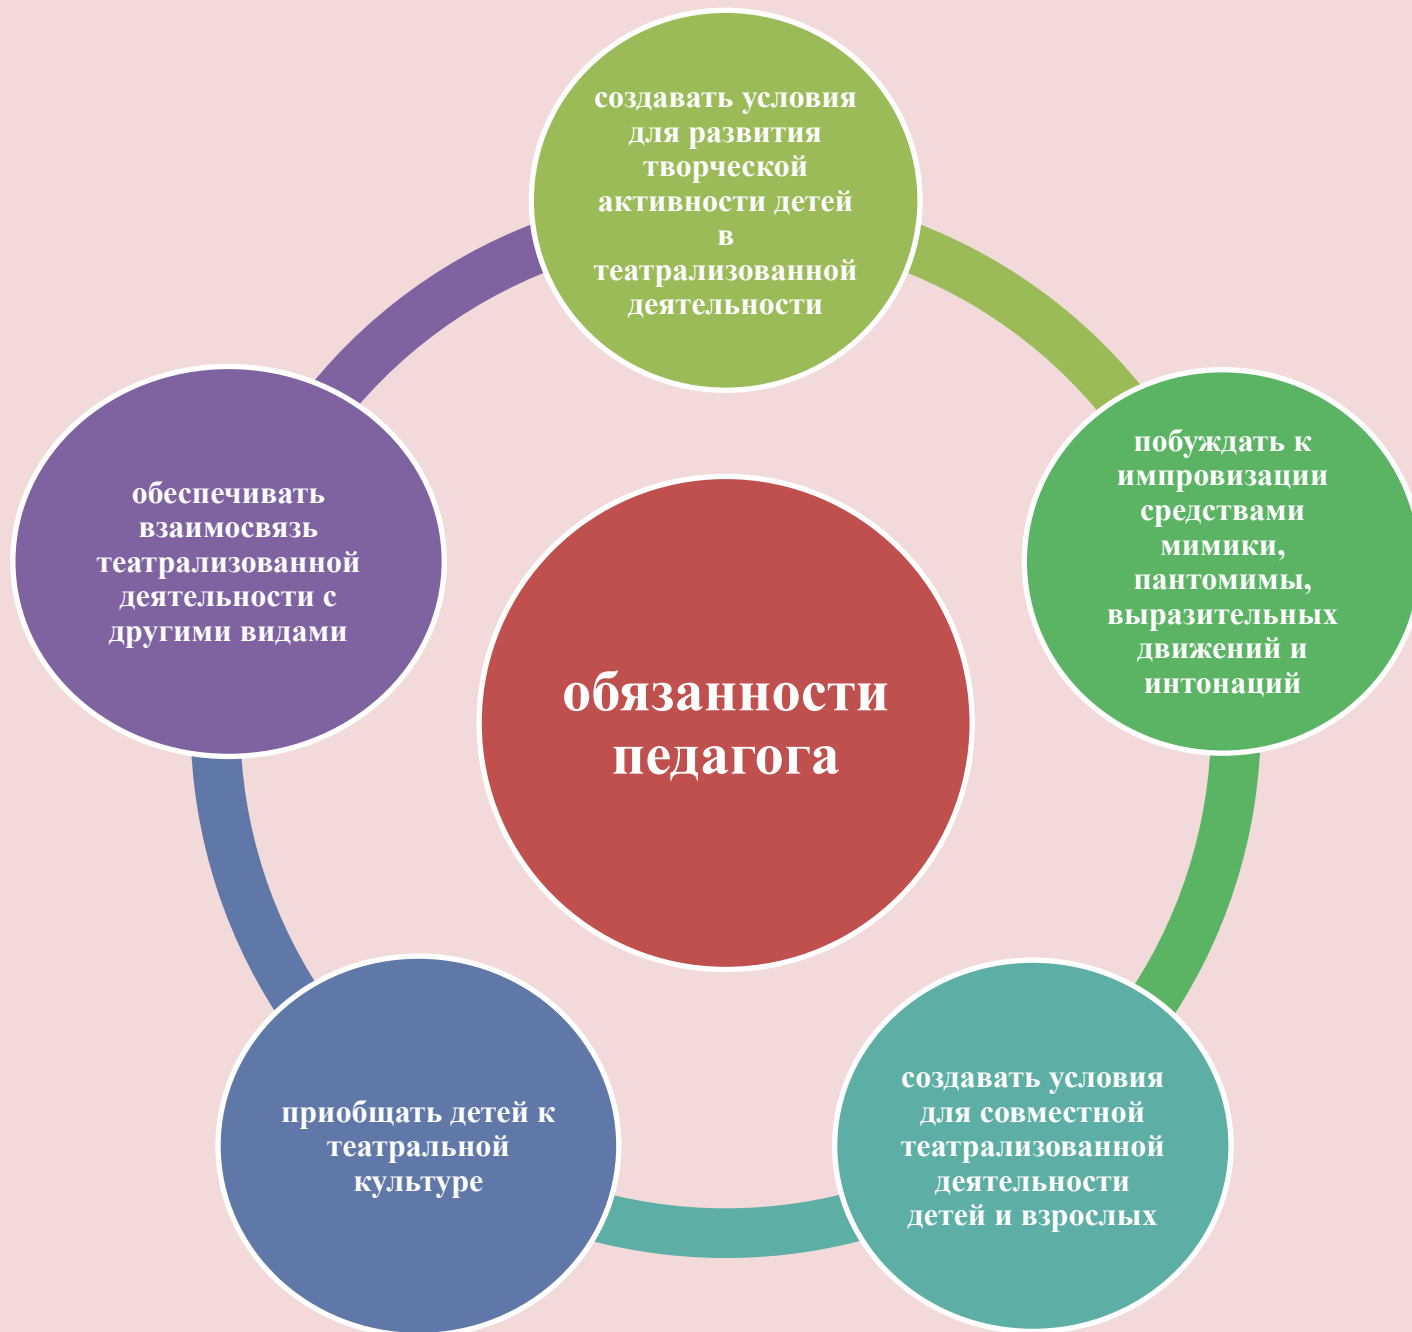 создавать условия
для развития
творческой
активности детей
в
театрализованной
деятельности
побуждать к
импровизации
средствами
мимики,
пантомимы,
выразительных
движений и
интонаций
создавать условия
для совместной
театрализованной
деятельности
детей и взрослых
приобщать детей к
театральной
культуре
обеспечивать
взаимосвязь
театрализованной
деятельности с
другими видами
обязанности
педагога